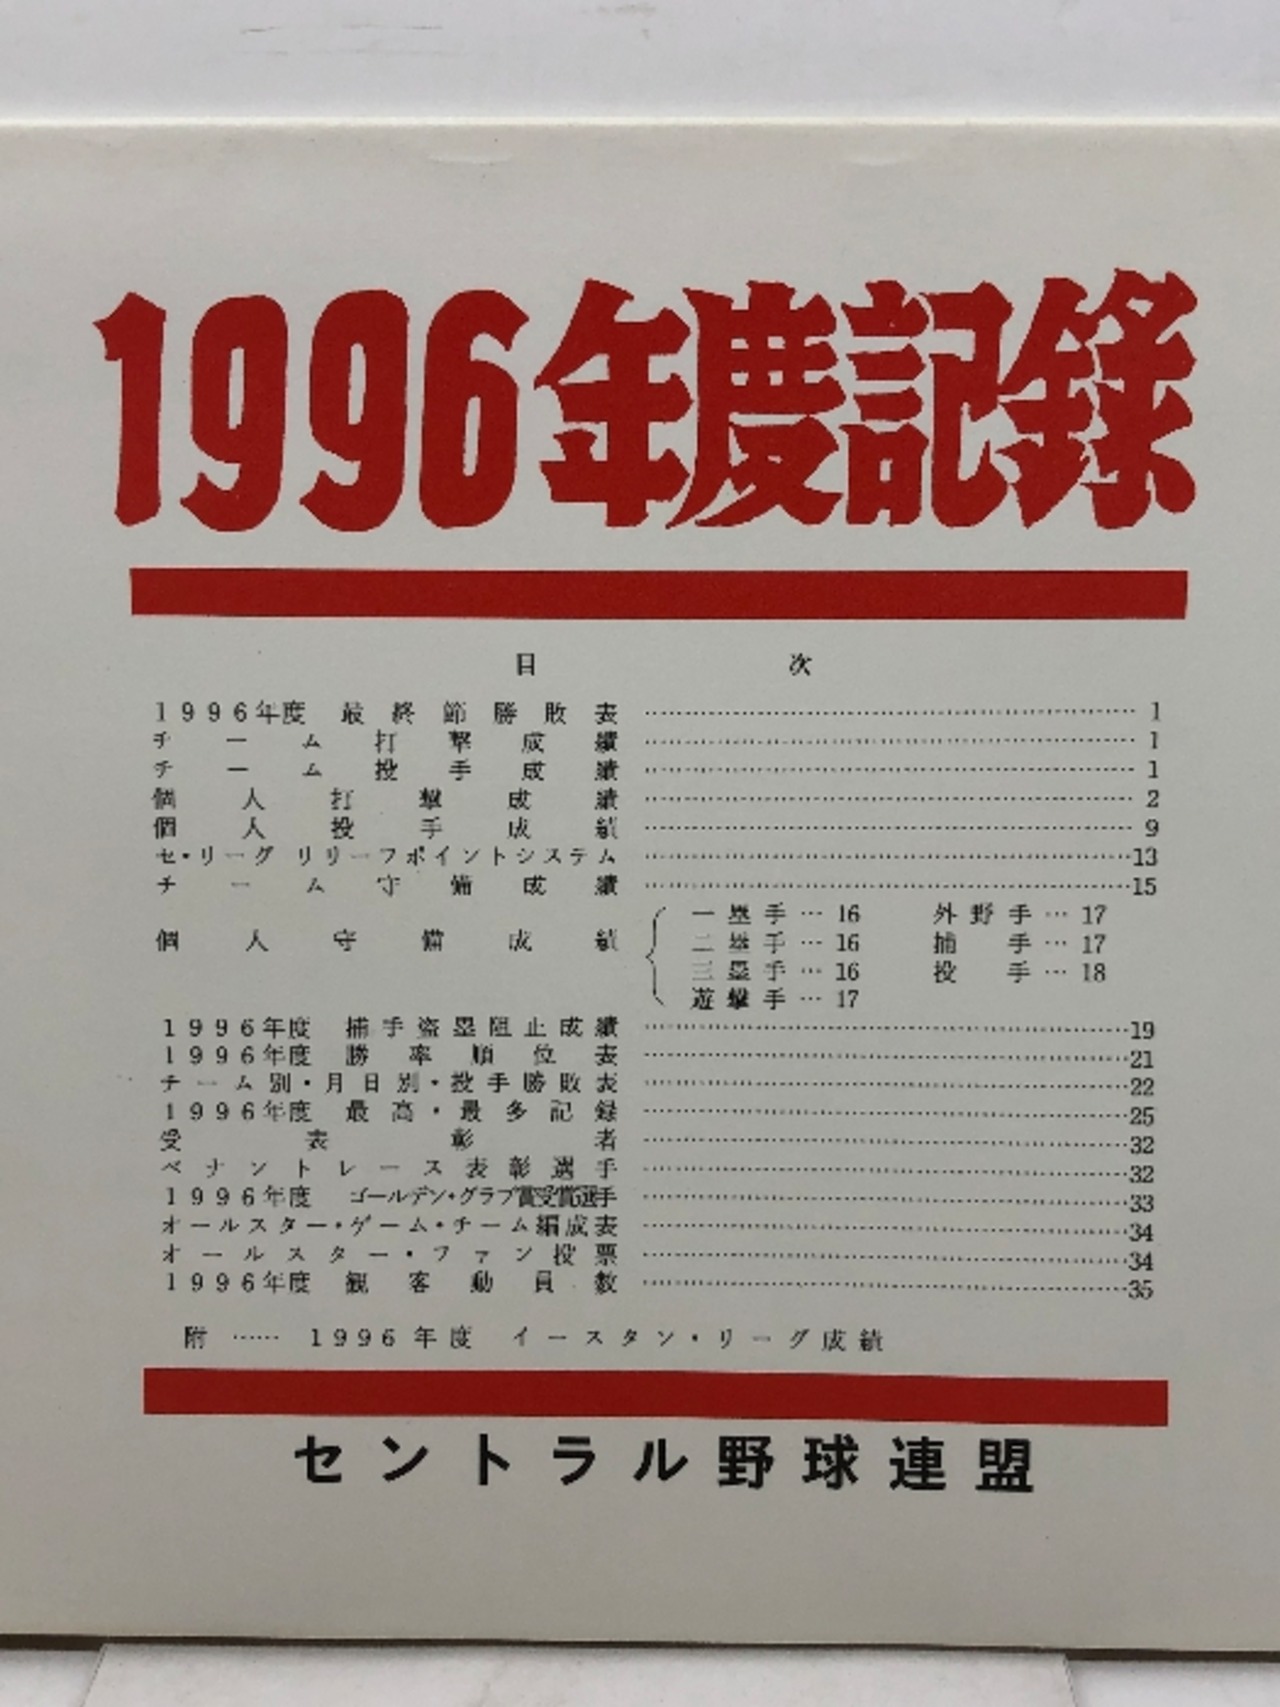 1996年度記録
目次
1996年度 最終節勝敗表 …… 1
チーム打撃成績 …… 1
チーム投手成績 …… 1
個人打撃成績 …… 2
個人投手成績 …… 9
セ・リーグ リリーフポイントシステム …… 13
チーム守備成績 …… 15
個人守備成績
一塁手…16 外野手…17
二塁手…16 捕手…17
三塁手…16 投手…18
遊撃手…17
1996年度 捕手盗塁阻止成績 …… 19
1996年度 勝率順位表 …… 21
チーム別・月日別・投手勝敗表 …… 22
1996年度 最高・最多記録 …… 25
受表彰者 …… 32
ペナントレース表彰選手 …… 32
1996年度 ゴールデン・グラブ賞受賞選手 …… 33
オールスター・ゲーム・チーム編成表 …… 34
オールスター・ファン投票 …… 34
1996年度 観客動員数 …… 35
附 …… 1996年度 イースタン・リーグ成績
セントラル野球連盟